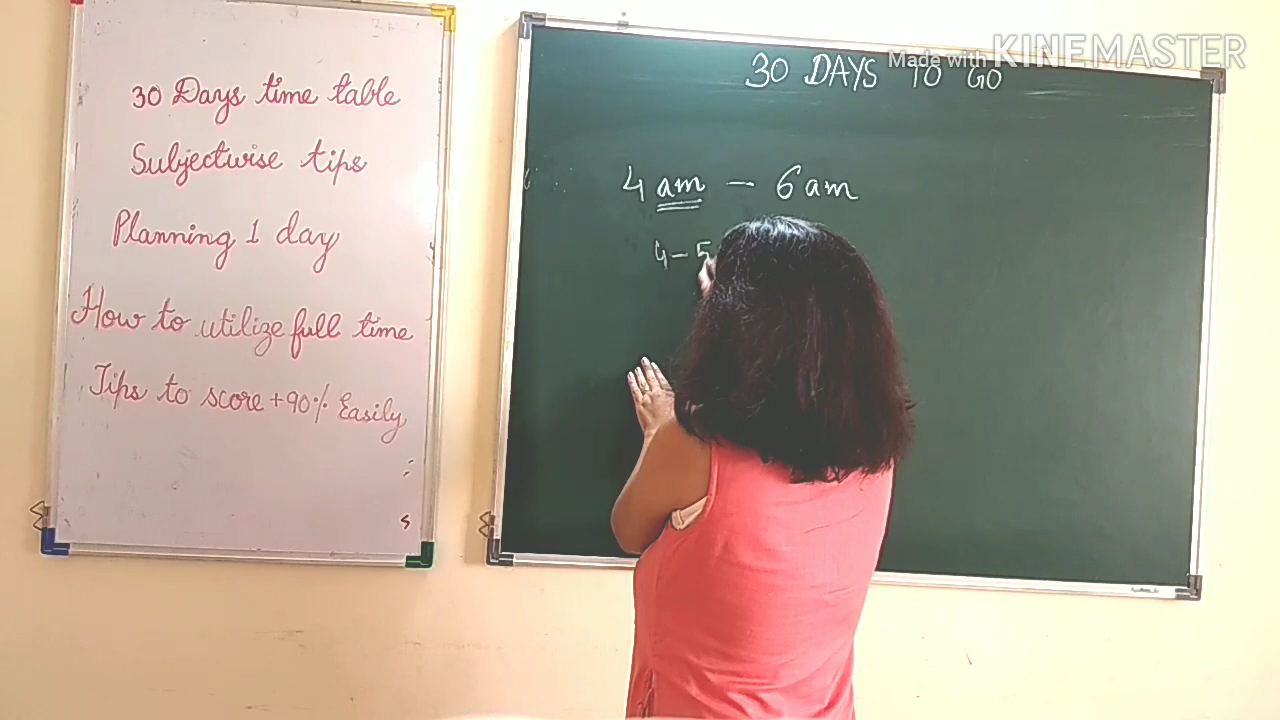 30 Days time table
Subjectwise tips
Planning 1 day
How to utilize full time
Tips to score +90% Easily
Made with KINEMASTER
30 DAYS TO GO
4 am - 6 am
4-5